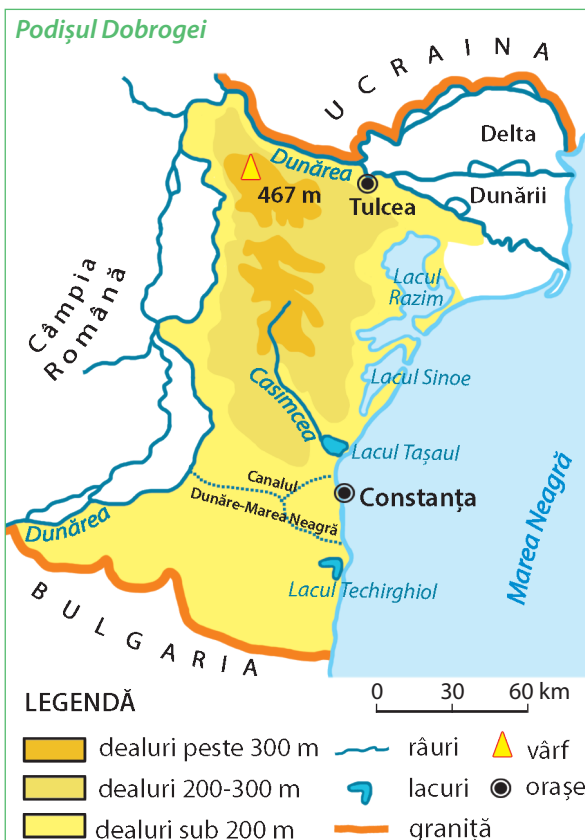 Podișul Dobrogei
UCRAINA
Delta
Dunării
Dunărea
467 m
Tulcea
Câmpia
Română
Lacul
Razim
Lacul Sinoe
Casimcea
Lacul Tașaul
Canalul
Dunăre-Marea Neagră
Constanța
Dunărea
Marea Neagră
Lacul Techirghiol
BULGARIA
LEGENDĂ
0 30 60 km
dealuri peste 300 m
râuri
vârf
dealuri 200-300 m
lacuri
orașe
dealuri sub 200 m
graniță